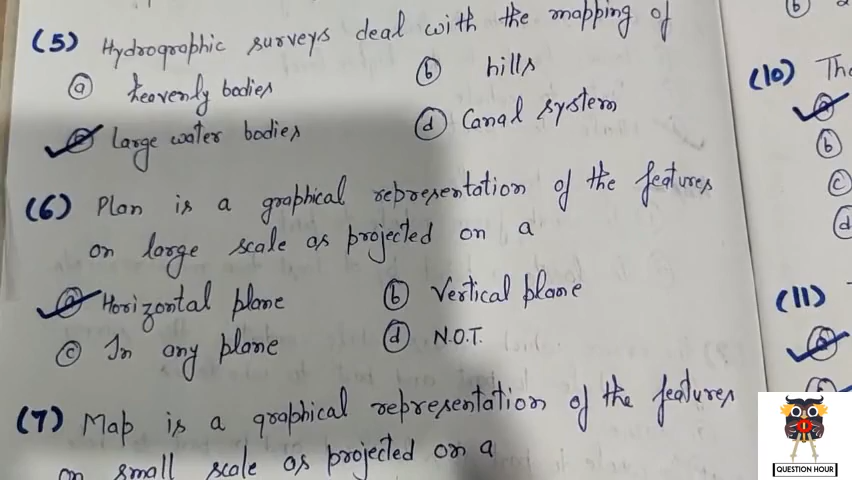 (5) Hydrographic surveys deal with the mapping of
(a) heavenly bodies
(b) hills
(c) large water bodies
(d) Canal system
(6) Plan is a graphical representation of the features
on large scale as projected on a
(a) Horizontal plane
(b) Vertical plane
(c) In any plane
(d) N.O.T.
(7) Map is a graphical representation of the features
on small scale as projected on a
(b)
(10) The
(a)
(b)
(c)
(d)
(11)
QUESTION HOUR